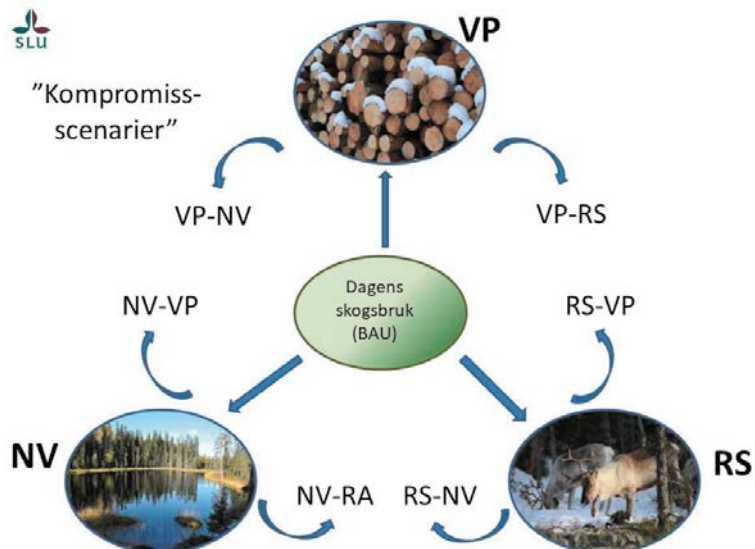 SLU
VP
”Kompromiss-
scenarier”
VP-NV
VP-RS
Dagens
skogsbruk
(BAU)
NV-VP
RS-VP
NV
NV-RA
RS-NV
RS